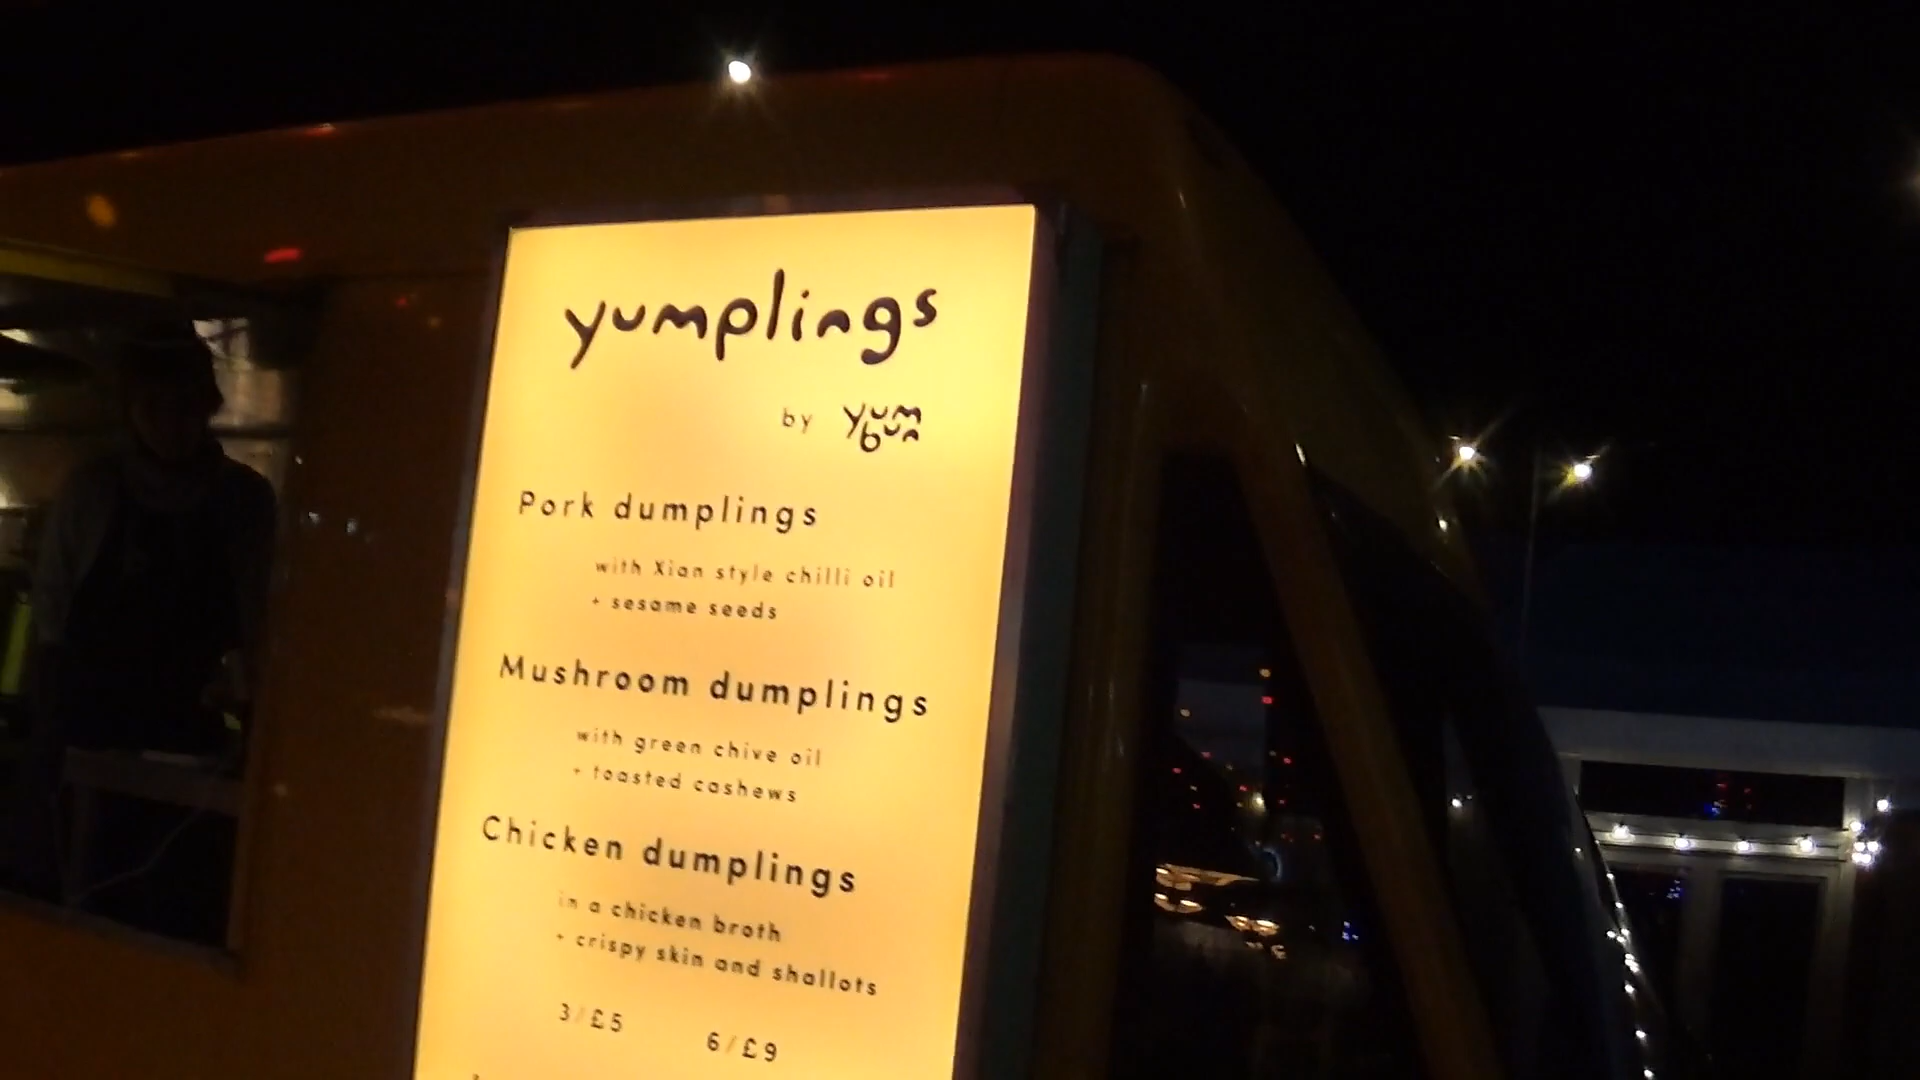 yumplings
by yum
bun
Pork dumplings
with Xian style chilli oil
+ sesame seeds
Mushroom dumplings
with green chive oil
+ toasted cashews
Chicken dumplings
in a chicken broth
+ crispy skin and shallots
3/£5 6/£9